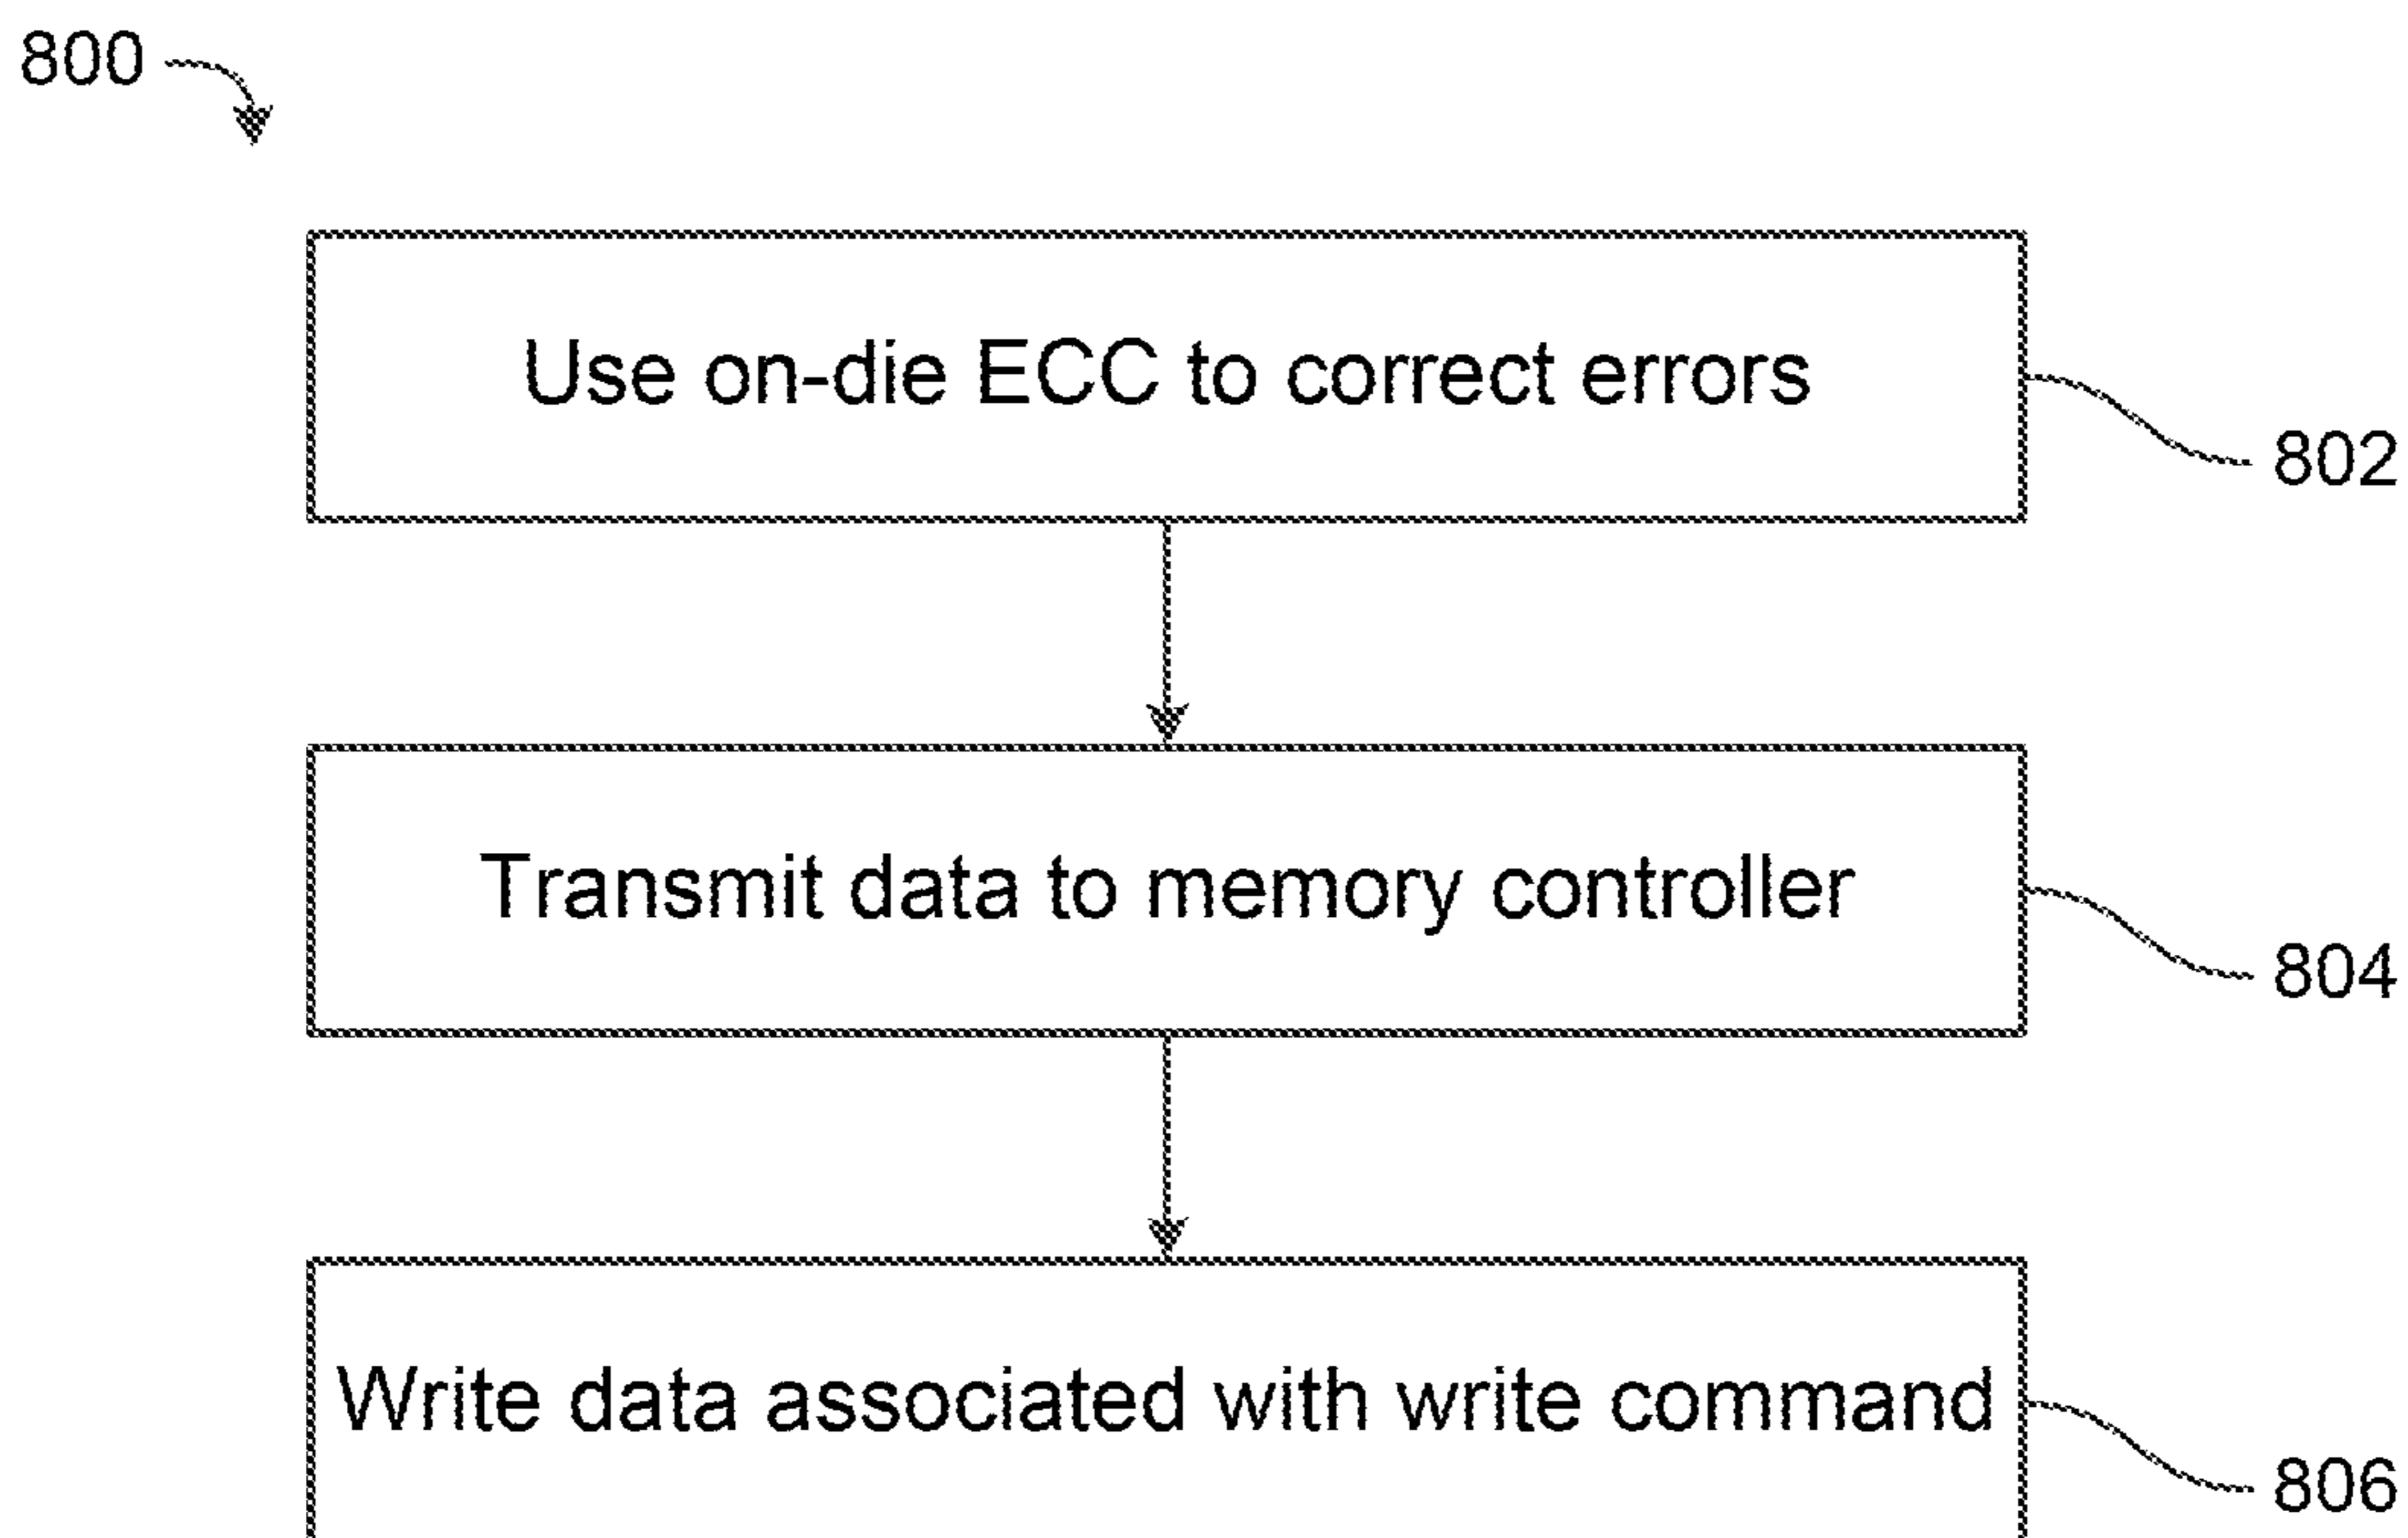 800
Use on-die ECC to correct errors
802
Transmit data to memory controller
804
Write data associated with write command
806